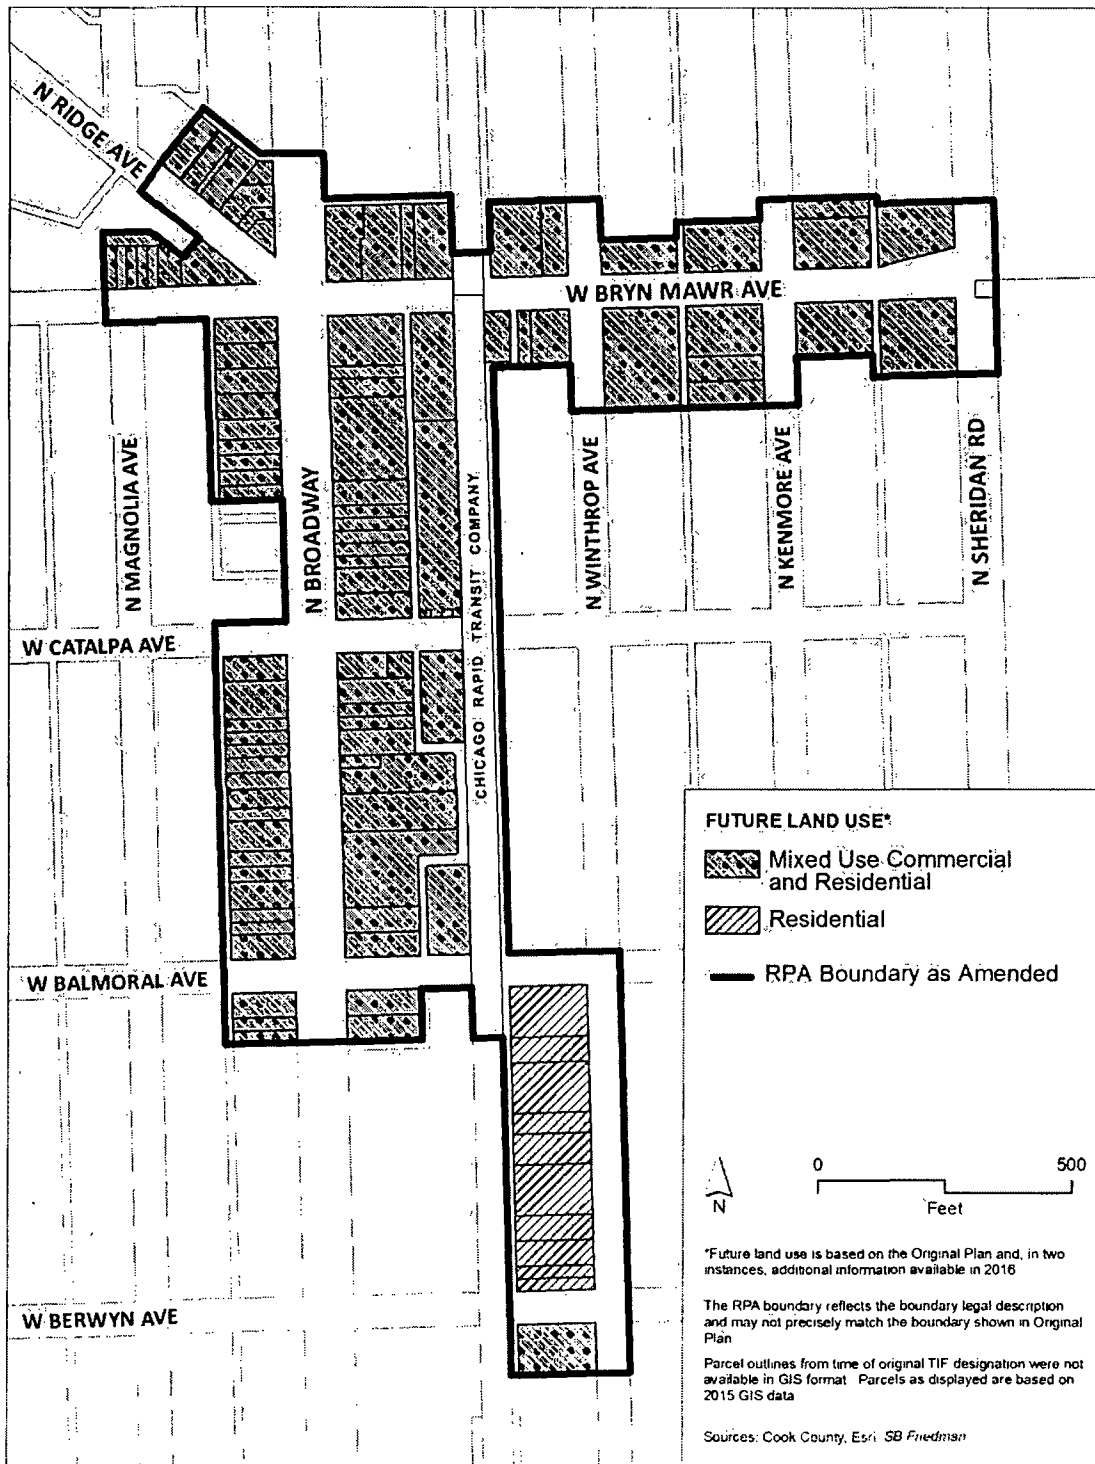 N RIDGE AVE
W BRYN MAWR AVE
N MAGNOLIA AVE
N BROADWAY
CHICAGO RAPID TRANSIT COMPANY
N WINTHROP AVE
N KENMORE AVE
N SHERIDAN RD
W CATALPA AVE
W BALMORAL AVE
W BERWYN AVE
FUTURE LAND USE*
Mixed Use Commercial
and Residential
Residential
RPA Boundary as Amended
0 500
Feet
N
*Future land use is based on the Original Plan and, in two
instances, additional information available in 2016
The RPA boundary reflects the boundary legal description
and may not precisely match the boundary shown in Original
Plan
Parcel outlines from time of original TIF designation were not
available in GIS format Parcels as displayed are based on
2015 GIS data
Sources: Cook County, Esri, SB Friedman